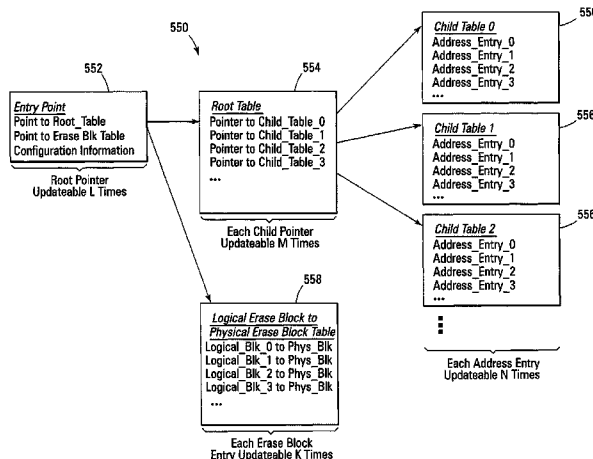 550
552
Entry Point
Point to Root_Table
Point to Erase Blk Table
Configuration Information
Root Pointer
Updateable L Times
554
Root Table
Pointer to Child_Table_0
Pointer to Child_Table_1
Pointer to Child_Table_2
Pointer to Child_Table_3
...
Each Child Pointer
Updateable M Times
556
Child Table 0
Address_Entry_0
Address_Entry_1
Address_Entry_2
Address_Entry_3
...
556
Child Table 1
Address_Entry_0
Address_Entry_1
Address_Entry_2
Address_Entry_3
...
556
Child Table 2
Address_Entry_0
Address_Entry_1
Address_Entry_2
Address_Entry_3
...
Each Address Entry
Updateable N Times
558
Logical Erase Block to
Physical Erase Block Table
Logical_Blk_0 to Phys_Blk
Logical_Blk_1 to Phys_Blk
Logical_Blk_2 to Phys_Blk
Logical_Blk_3 to Phys_Blk
...
Each Erase Block
Entry Updateable K Times